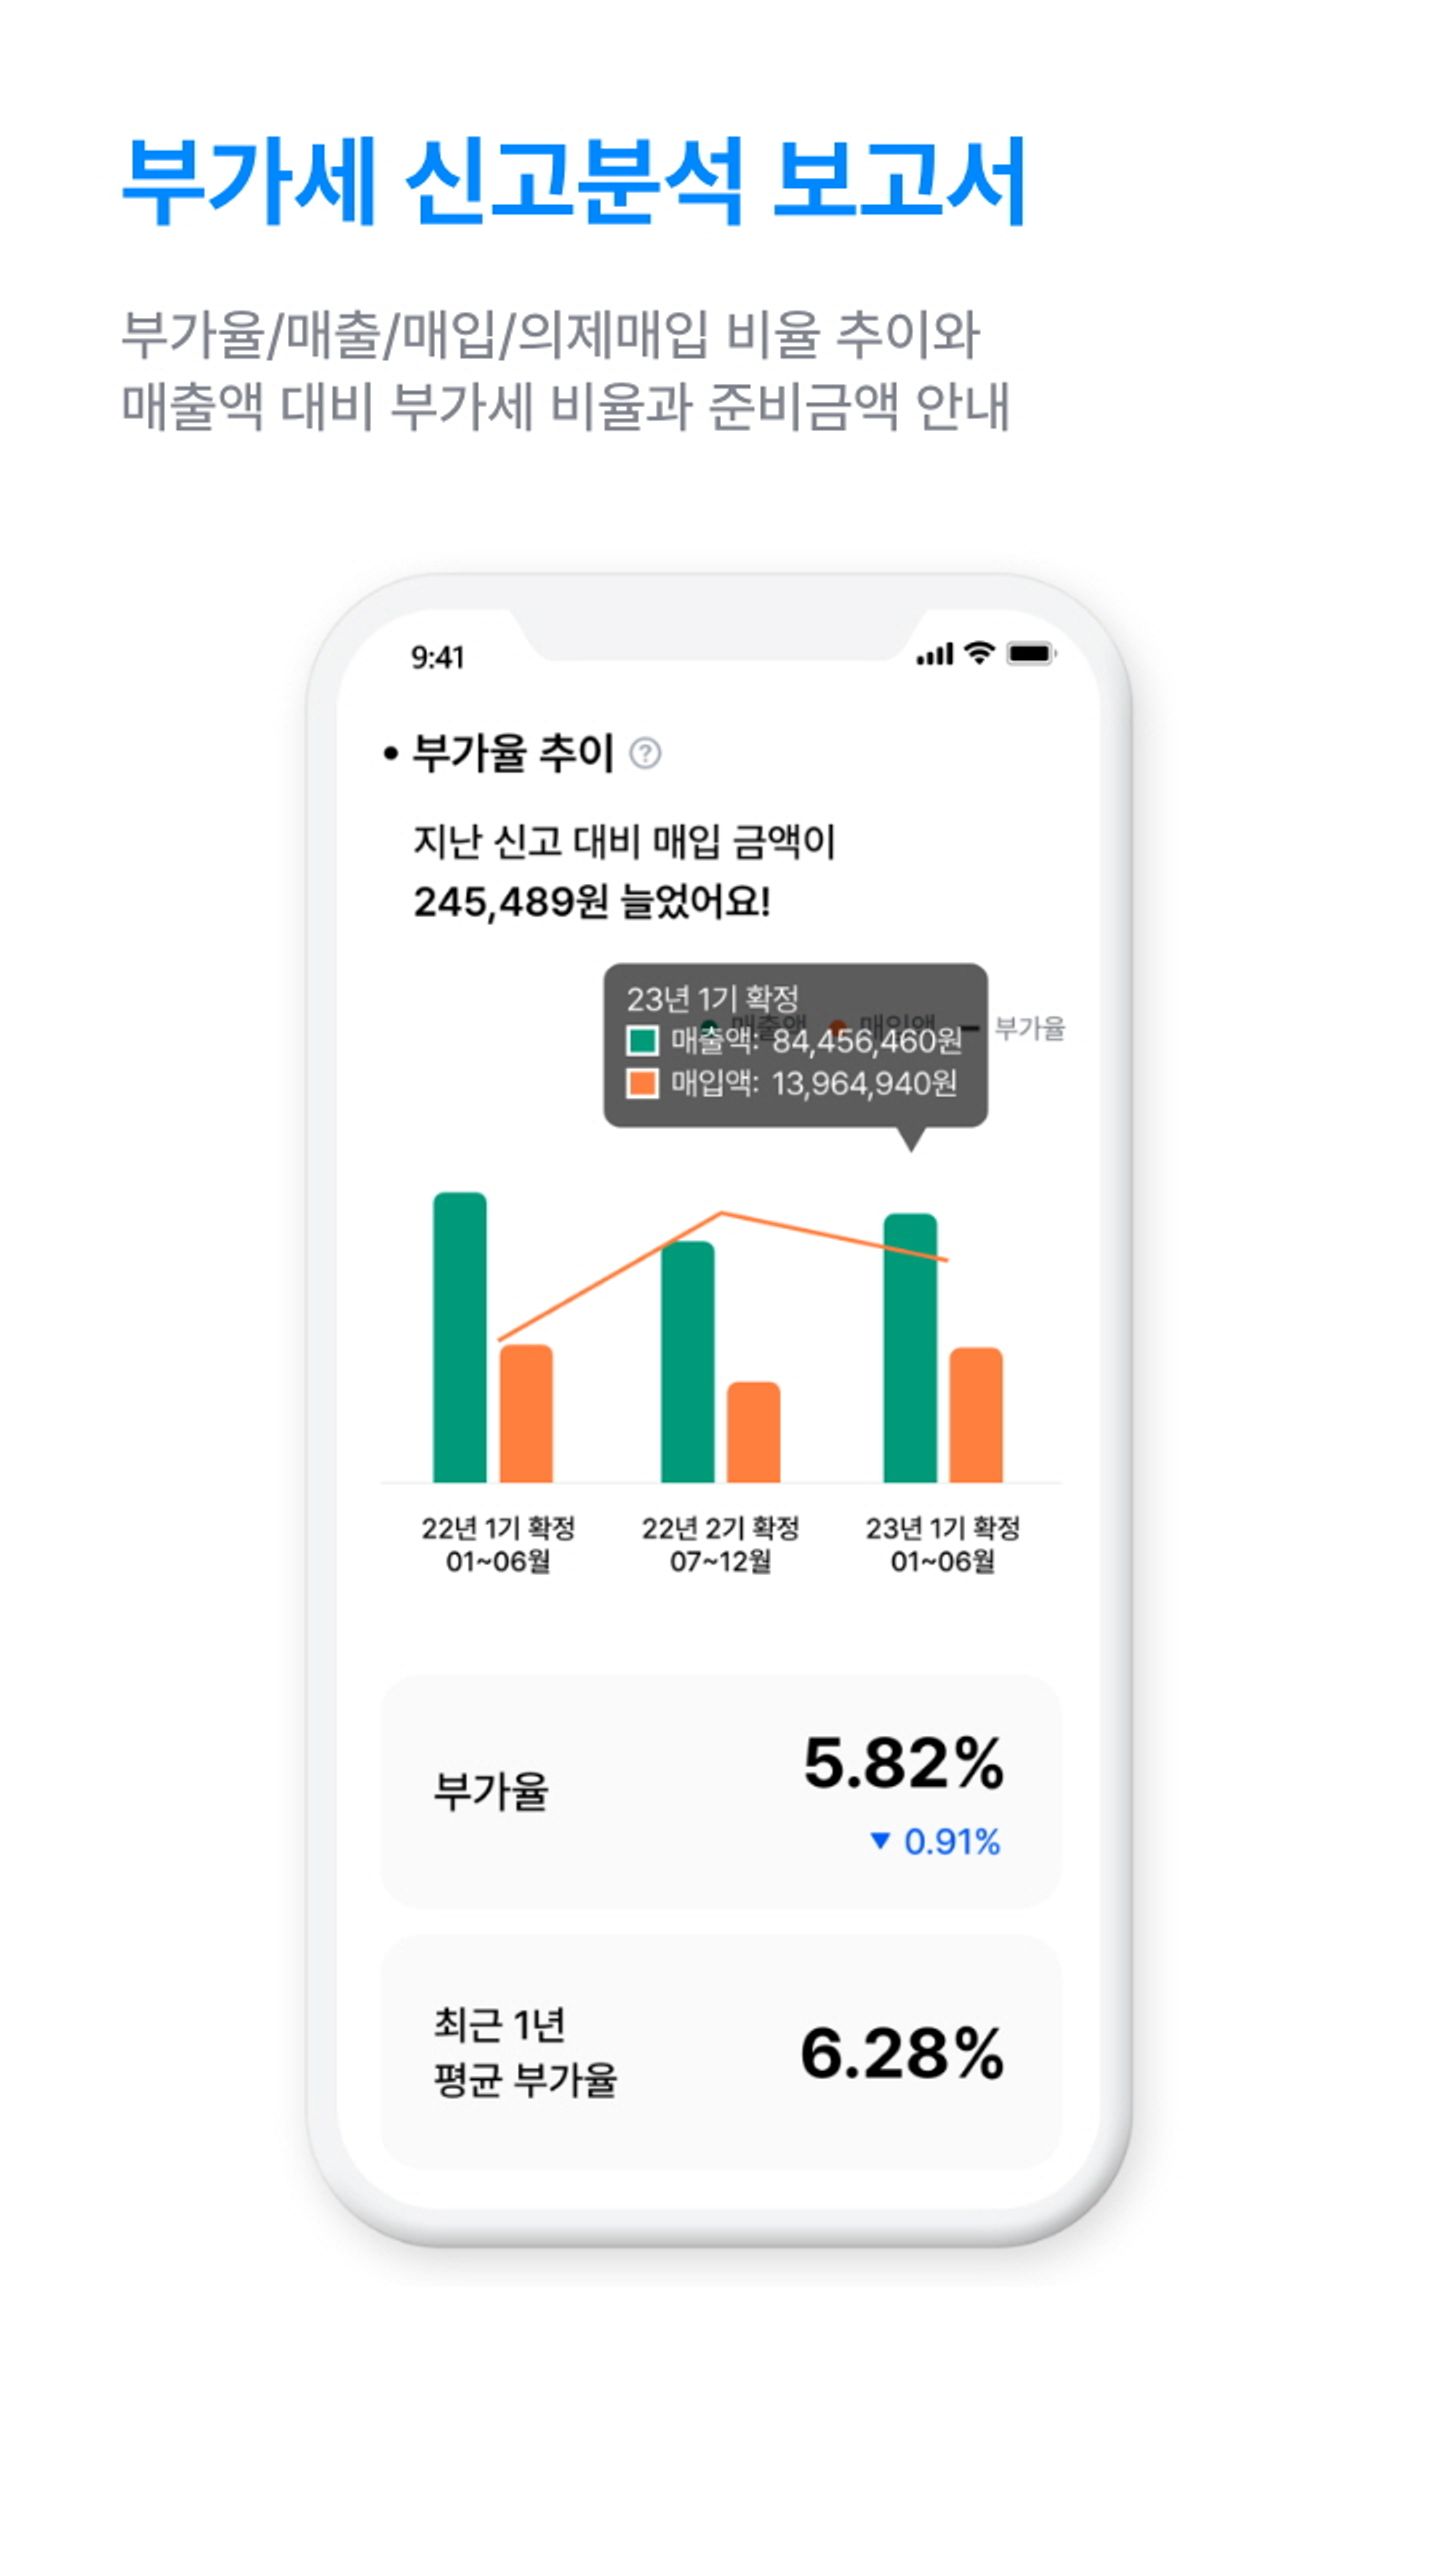 부가세 신고분석 보고서
부가율/매출/매입/의제매입 비율 추이와
매출액 대비 부가세 비율과 준비금액 안내
9:41
• 부가율 추이 ?
지난 신고 대비 매입 금액이
245,489원 늘었어요!
23년 1기 확정
매출액 매입액 부가율
매출액: 84,456,460원
매입액: 13,964,940원
22년 1기 확정 22년 2기 확정 23년 1기 확정
01~06월 07~12월 01~06월
부가율 5.82%
▼ 0.91%
최근 1년
평균 부가율 6.28%